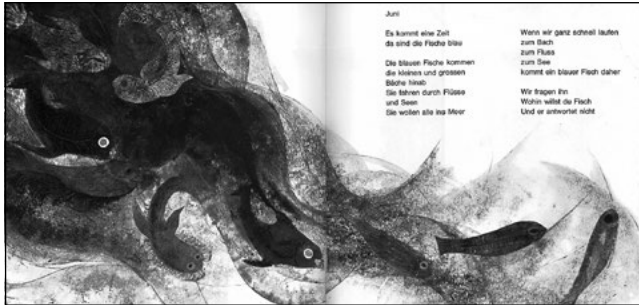 Juni
Es kommt eine Zeit
da sind die Fische blau
Die blauen Fische kommen
die kleinen und grossen
Bäche hinab
Sie fahren durch Flüsse
und Seen
Sie wollen alle ins Meer
Wenn wir ganz schnell laufen
zum Bach
zum Fluss
zum See
kommt ein blauer Fisch daher
Wir fragen ihn
Wohin willst du Fisch
Und er antwortet nicht